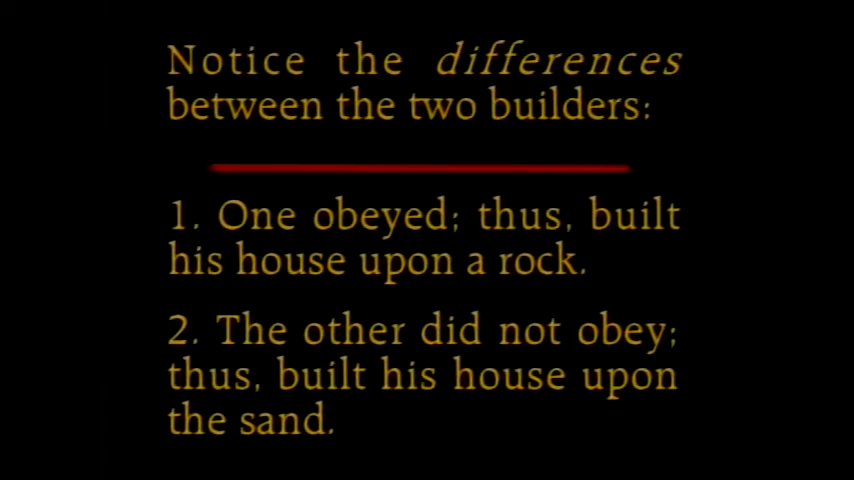 Notice the differences
between the two builders:
1. One obeyed; thus, built
his house upon a rock.
2. The other did not obey;
thus, built his house upon
the sand.